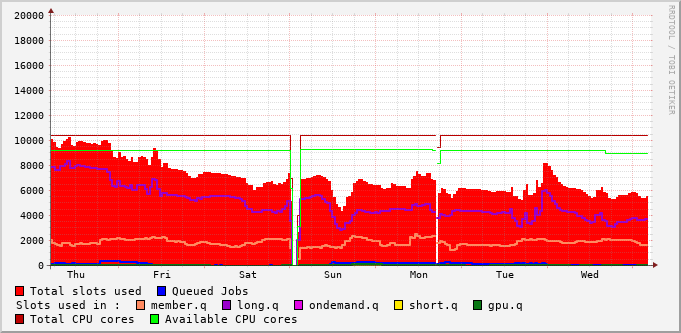 RRDTOOL / TOBI OETIKER
20000
18000
16000
14000
12000
10000
8000
6000
4000
2000
0
Thu Fri Sat Sun Mon Tue Wed
Total slots used Queued Jobs
Slots used in : member.q long.q ondemand.q short.q gpu.q
Total CPU cores Available CPU cores